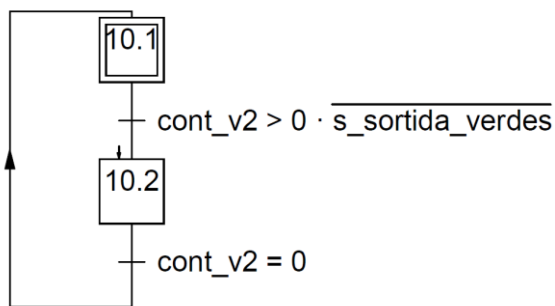 10.1
cont_v2 > 0 · s_sortida_verdes̅
10.2
cont_v2 = 0